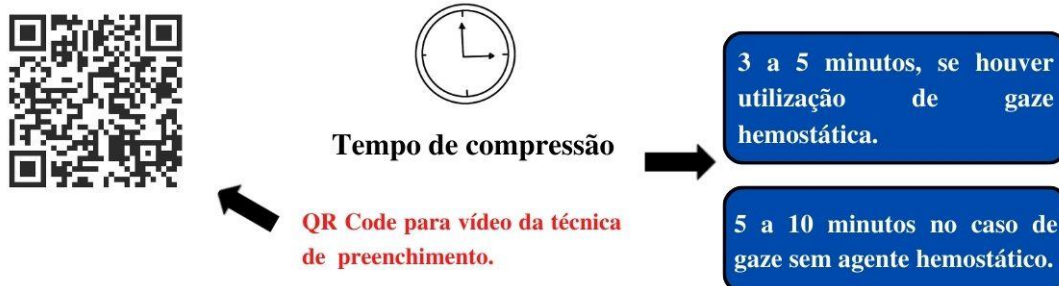 Tempo de compressão
QR Code para vídeo da técnica
de preenchimento.
3 a 5 minutos, se houver
utilização de gaze
hemostática.
5 a 10 minutos no caso de
gaze sem agente hemostático.